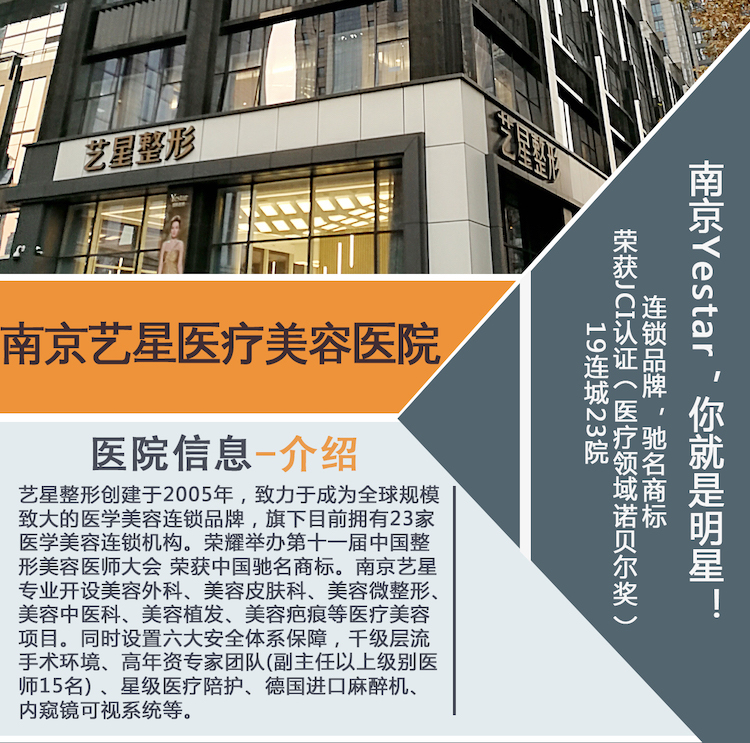 艺星整形
艺星整形
南京Yestar，你就是明星！
连锁品牌，驰名商标
荣获JCI认证（医疗领域诺贝尔奖）
19连城23院
南京艺星医疗美容医院
医院信息-介绍
艺星整形创建于2005年，致力于成为全球规模
致大的医学美容连锁品牌，旗下目前拥有23家
医学美容连锁机构。荣耀举办第十一届中国整
形美容医师大会 荣获中国驰名商标。南京艺星
专业开设美容外科、美容皮肤科、美容微整形、
美容中医科、美容植发、美容疤痕等医疗美容
项目。同时设置六大安全体系保障，千级层流
手术环境、高年资专家团队(副主任以上级别医
师15名) 、星级医疗陪护、德国进口麻醉机、
内窥镜可视系统等。